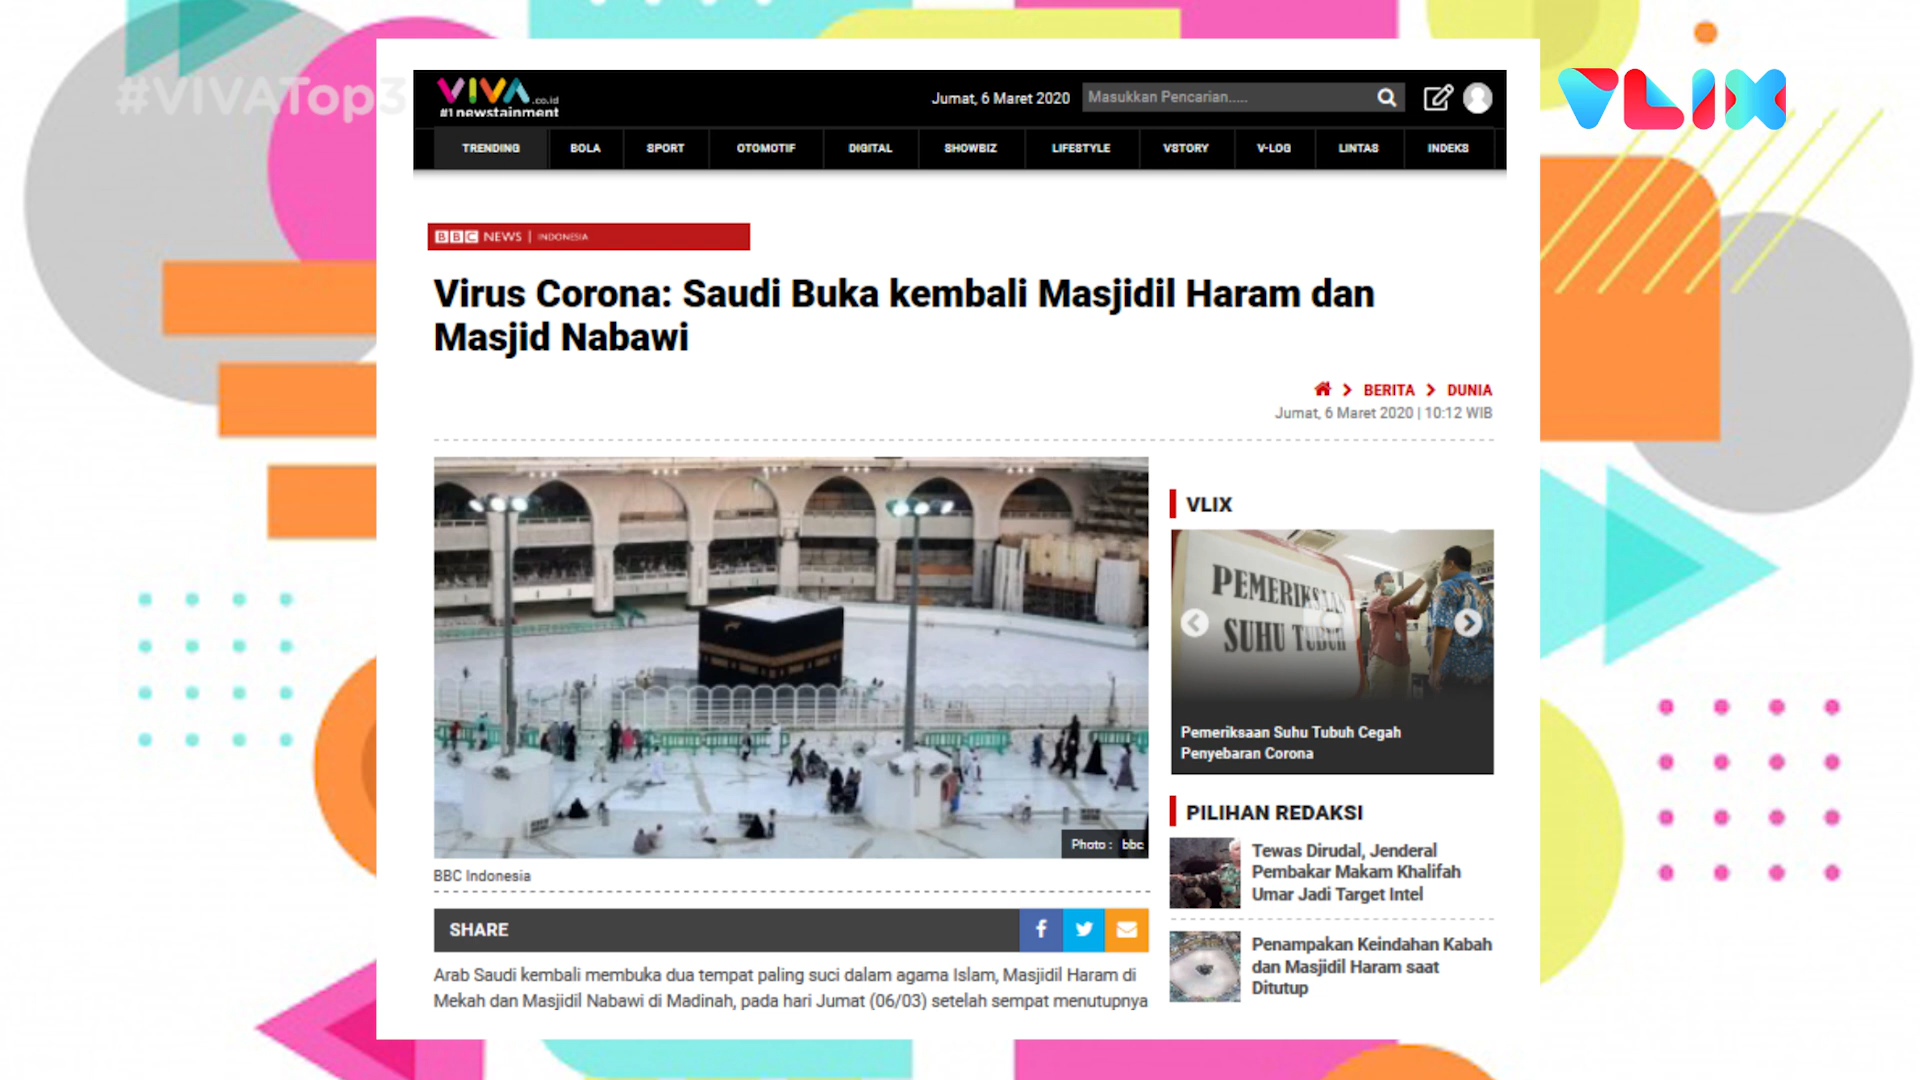 #VIVATop3
VLIX
VIVA.co.id
#1 newstainment
Jumat, 6 Maret 2020
Masukkan Pencarian.....
TRENDING
BOLA
SPORT
OTOMOTIF
DIGITAL
SHOWBIZ
LIFESTYLE
VSTORY
V-LOG
LINTAS
INDEKS
BBC NEWS | INDONESIA
Virus Corona: Saudi Buka kembali Masjidil Haram dan
Masjid Nabawi
BERITA > DUNIA
Jumat, 6 Maret 2020 | 10:12 WIB
Photo : bbc
BBC Indonesia
SHARE
Arab Saudi kembali membuka dua tempat paling suci dalam agama Islam, Masjidil Haram di
Mekah dan Masjidil Nabawi di Madinah, pada hari Jumat (06/03) setelah sempat menutupnya
VLIX
PEMERIKSAAN
SUHU TUBUH
Pemeriksaan Suhu Tubuh Cegah
Penyebaran Corona
PILIHAN REDAKSI
Tewas Dirudal, Jenderal
Pembakar Makam Khalifah
Umar Jadi Target Intel
Penampakan Keindahan Kabah
dan Masjidil Haram saat
Ditutup